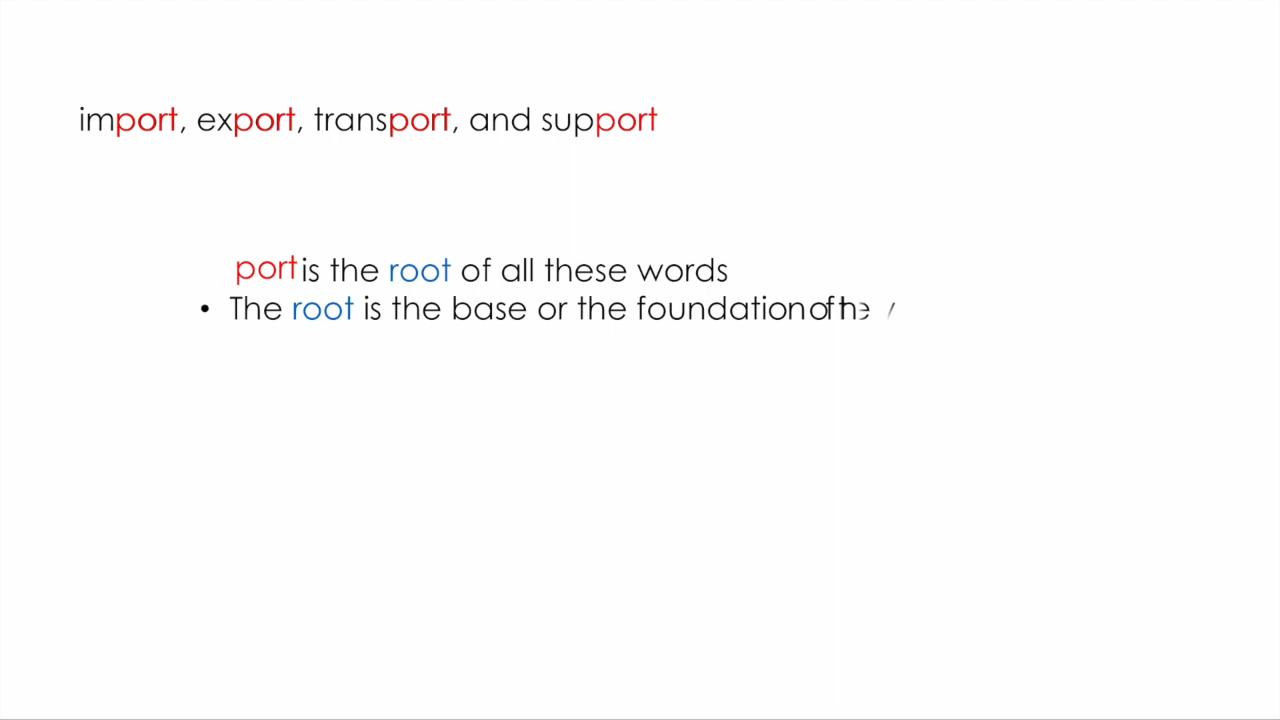 import, export, transport, and support
port is the root of all these words
• The root is the base or the foundation of the